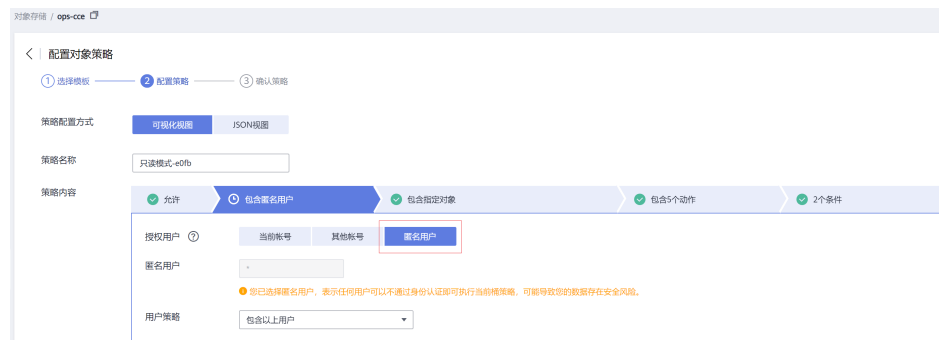 对象存储 / ops-cce
配置对象策略
1 选择模板 2 配置策略 3 确认策略
策略配置方式 可视化视图 JSON视图
策略名称 只读模式-e0fb
策略内容 允许 包含匿名用户 包含指定对象 包含5个动作 2个条件
授权用户 ? 当前帐号 其他帐号 匿名用户
匿名用户 *
您已选择匿名用户，表示任何用户可以不通过身份认证即可执行当前桶策略，可能导致您的数据存在安全风险。
用户策略 包含以上用户